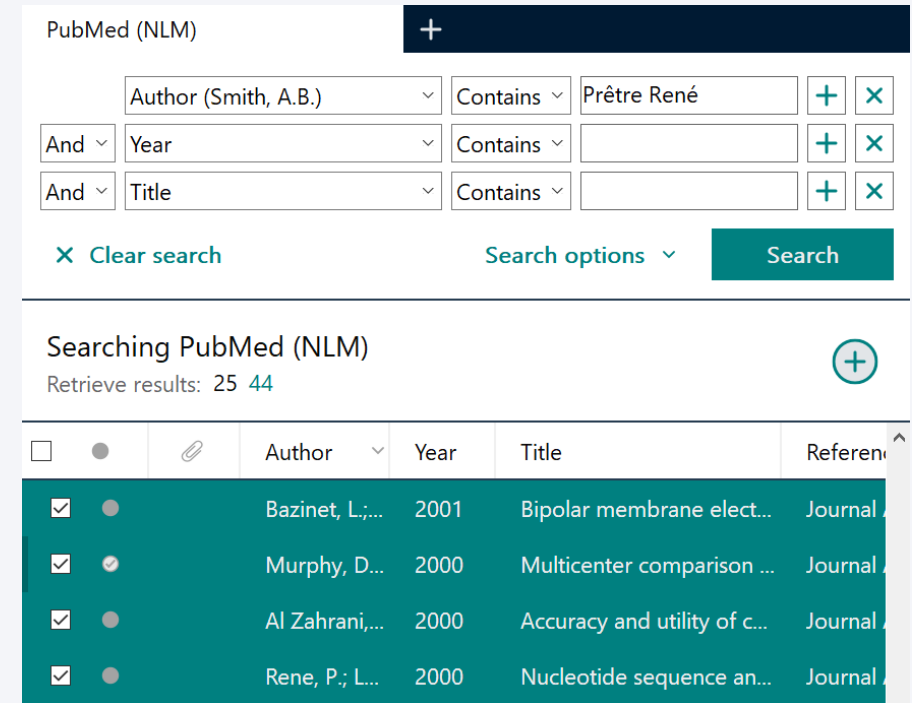 PubMed (NLM)
Author (Smith, A.B.) Contains Prêtre René
And Year Contains
And Title Contains
Clear search Search options Search
Searching PubMed (NLM)
Retrieve results: 25 44
Author Year Title Referen
Bazinet, L.;... 2001 Bipolar membrane elect... Journal
Murphy, D... 2000 Multicenter comparison ... Journal
Al Zahrani,... 2000 Accuracy and utility of c... Journal
Rene, P.; L... 2000 Nucleotide sequence an... Journal